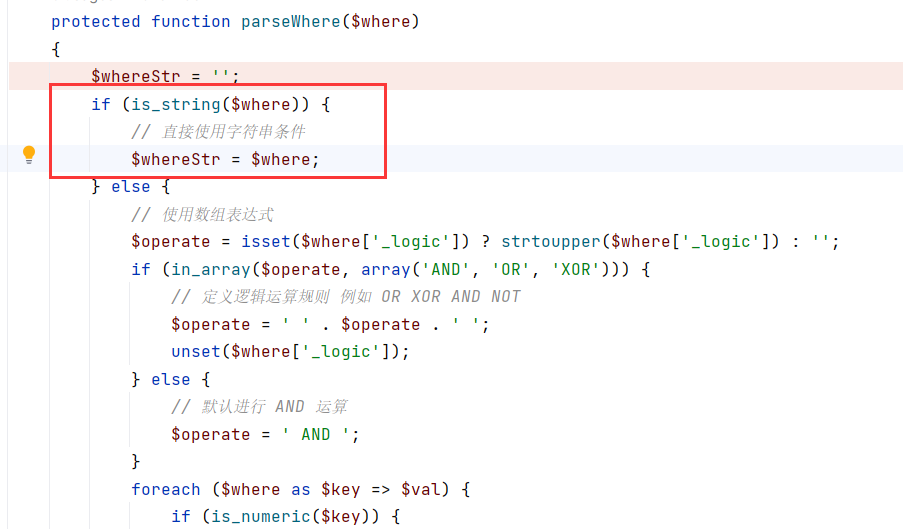 protected function parseWhere($where)
{
    $whereStr = '';
    if (is_string($where)) {
        // 直接使用字符串条件
        $whereStr = $where;
    } else {
        // 使用数组表达式
        $operate = isset($where['_logic']) ? strtoupper($where['_logic']) : '';
        if (in_array($operate, array('AND', 'OR', 'XOR'))) {
            // 定义逻辑运算规则 例如 OR XOR AND NOT
            $operate = ' ' . $operate . ' ';
            unset($where['_logic']);
        } else {
            // 默认进行 AND 运算
            $operate = ' AND ';
        }
        foreach ($where as $key => $val) {
            if (is_numeric($key)) {